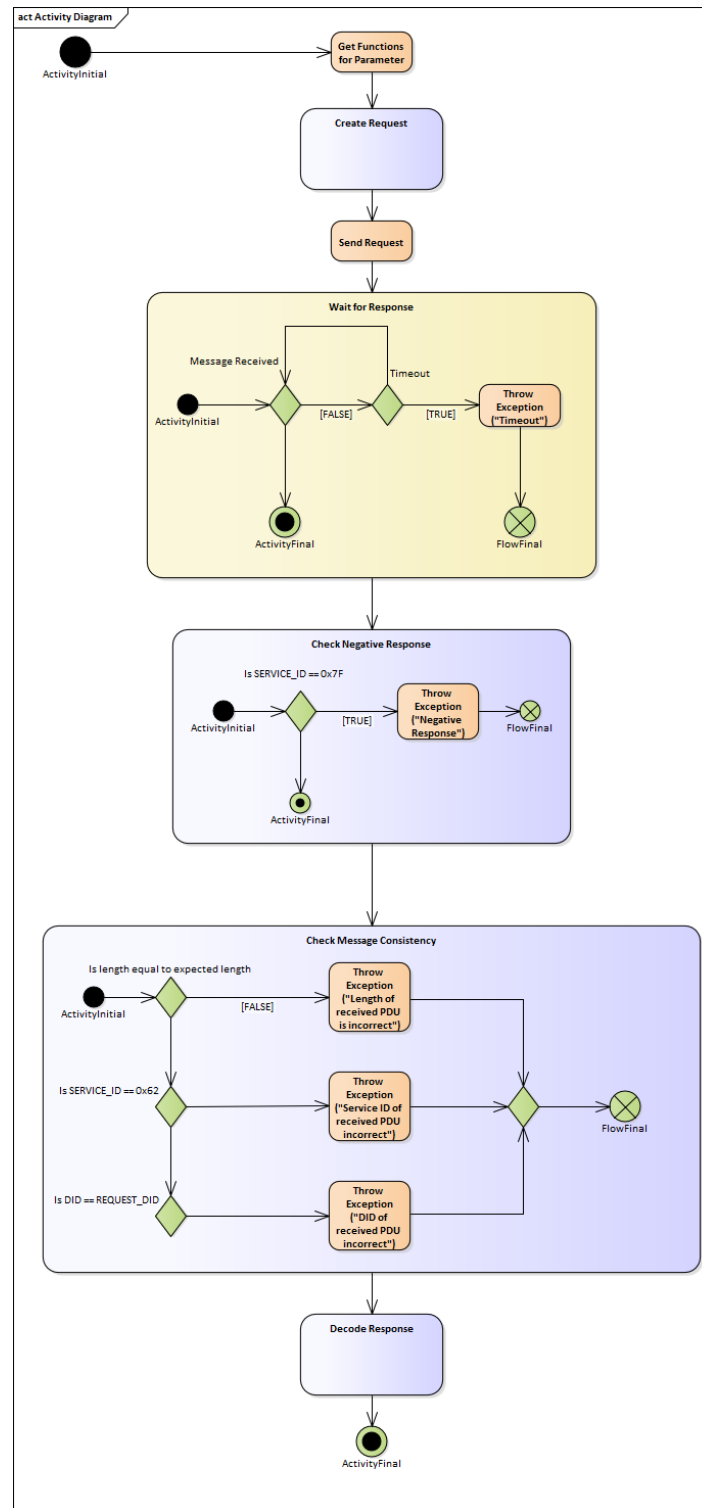 act Activity Diagram
ActivityInitial
Get Functions
for Parameter
Create Request
Send Request
Wait for Response
Message Received
Timeout
ActivityInitial
[FALSE]
[TRUE]
Throw
Exception
("Timeout")
ActivityFinal
FlowFinal
Check Negative Response
Is SERVICE_ID == 0x7F
ActivityInitial
[TRUE]
Throw
Exception
("Negative
Response")
FlowFinal
ActivityFinal
Check Message Consistency
Is length equal to expected length
ActivityInitial
[FALSE]
Throw
Exception
("Length of
received PDU
is incorrect")
Is SERVICE_ID == 0x62
Throw
Exception
("Service ID of
received PDU
incorrect")
FlowFinal
Is DID == REQUEST_DID
Throw
Exception
("DID of
received PDU
incorrect")
Decode Response
ActivityFinal